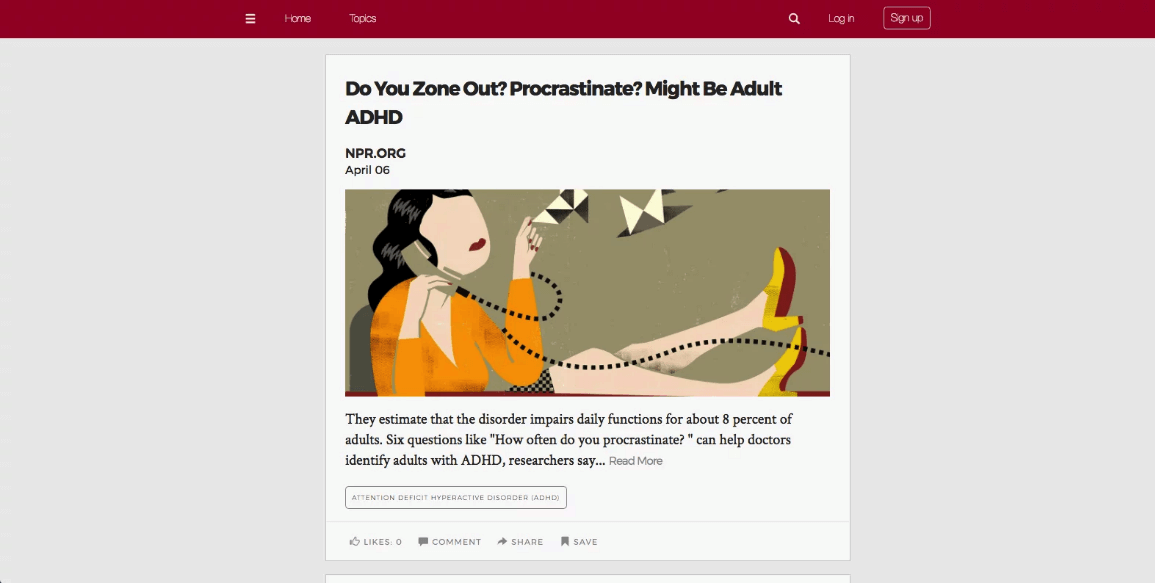 Home Topics Log in Sign up
Do You Zone Out? Procrastinate? Might Be Adult
ADHD
NPR.ORG
April 06
They estimate that the disorder impairs daily functions for about 8 percent of
adults. Six questions like "How often do you procrastinate? " can help doctors
identify adults with ADHD, researchers say... Read More
ATTENTION DEFICIT HYPERACTIVE DISORDER (ADHD)
LIKES: 0 COMMENT SHARE SAVE